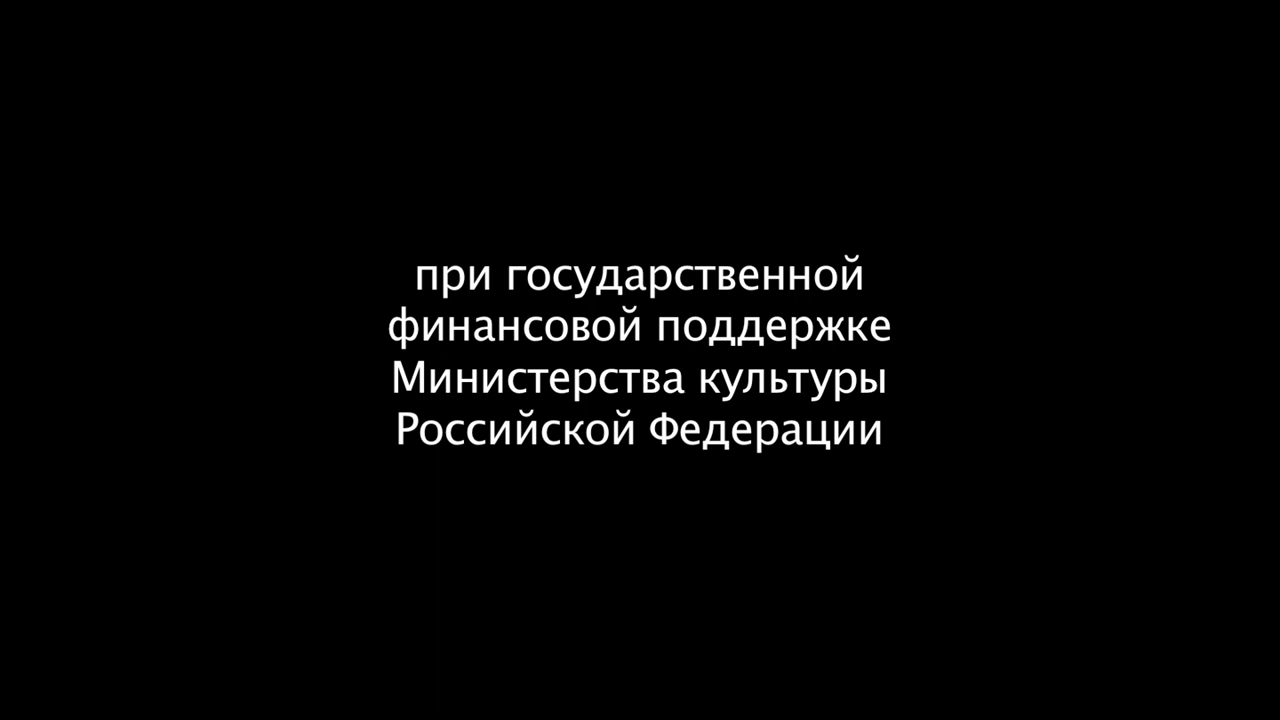 при государственной
финансовой поддержке
Министерства культуры
Российской Федерации